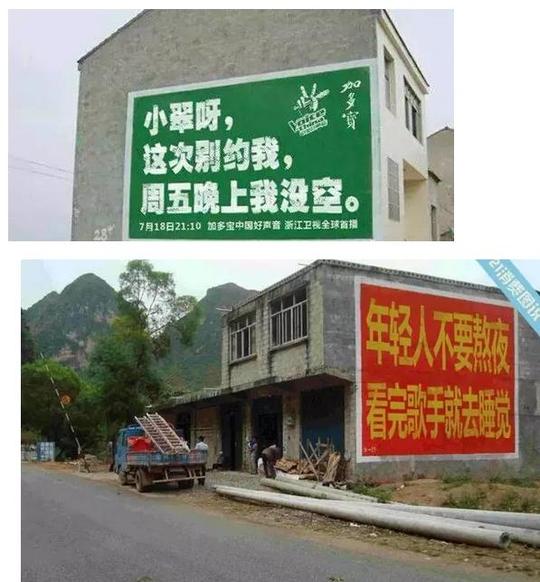 小翠呀，
这次别约我，
周五晚上我没空。
7月18日21:10 加多宝中国好声音 浙江卫视全球首播
加多宝
年轻人不要熬夜
看完歌手就去睡觉